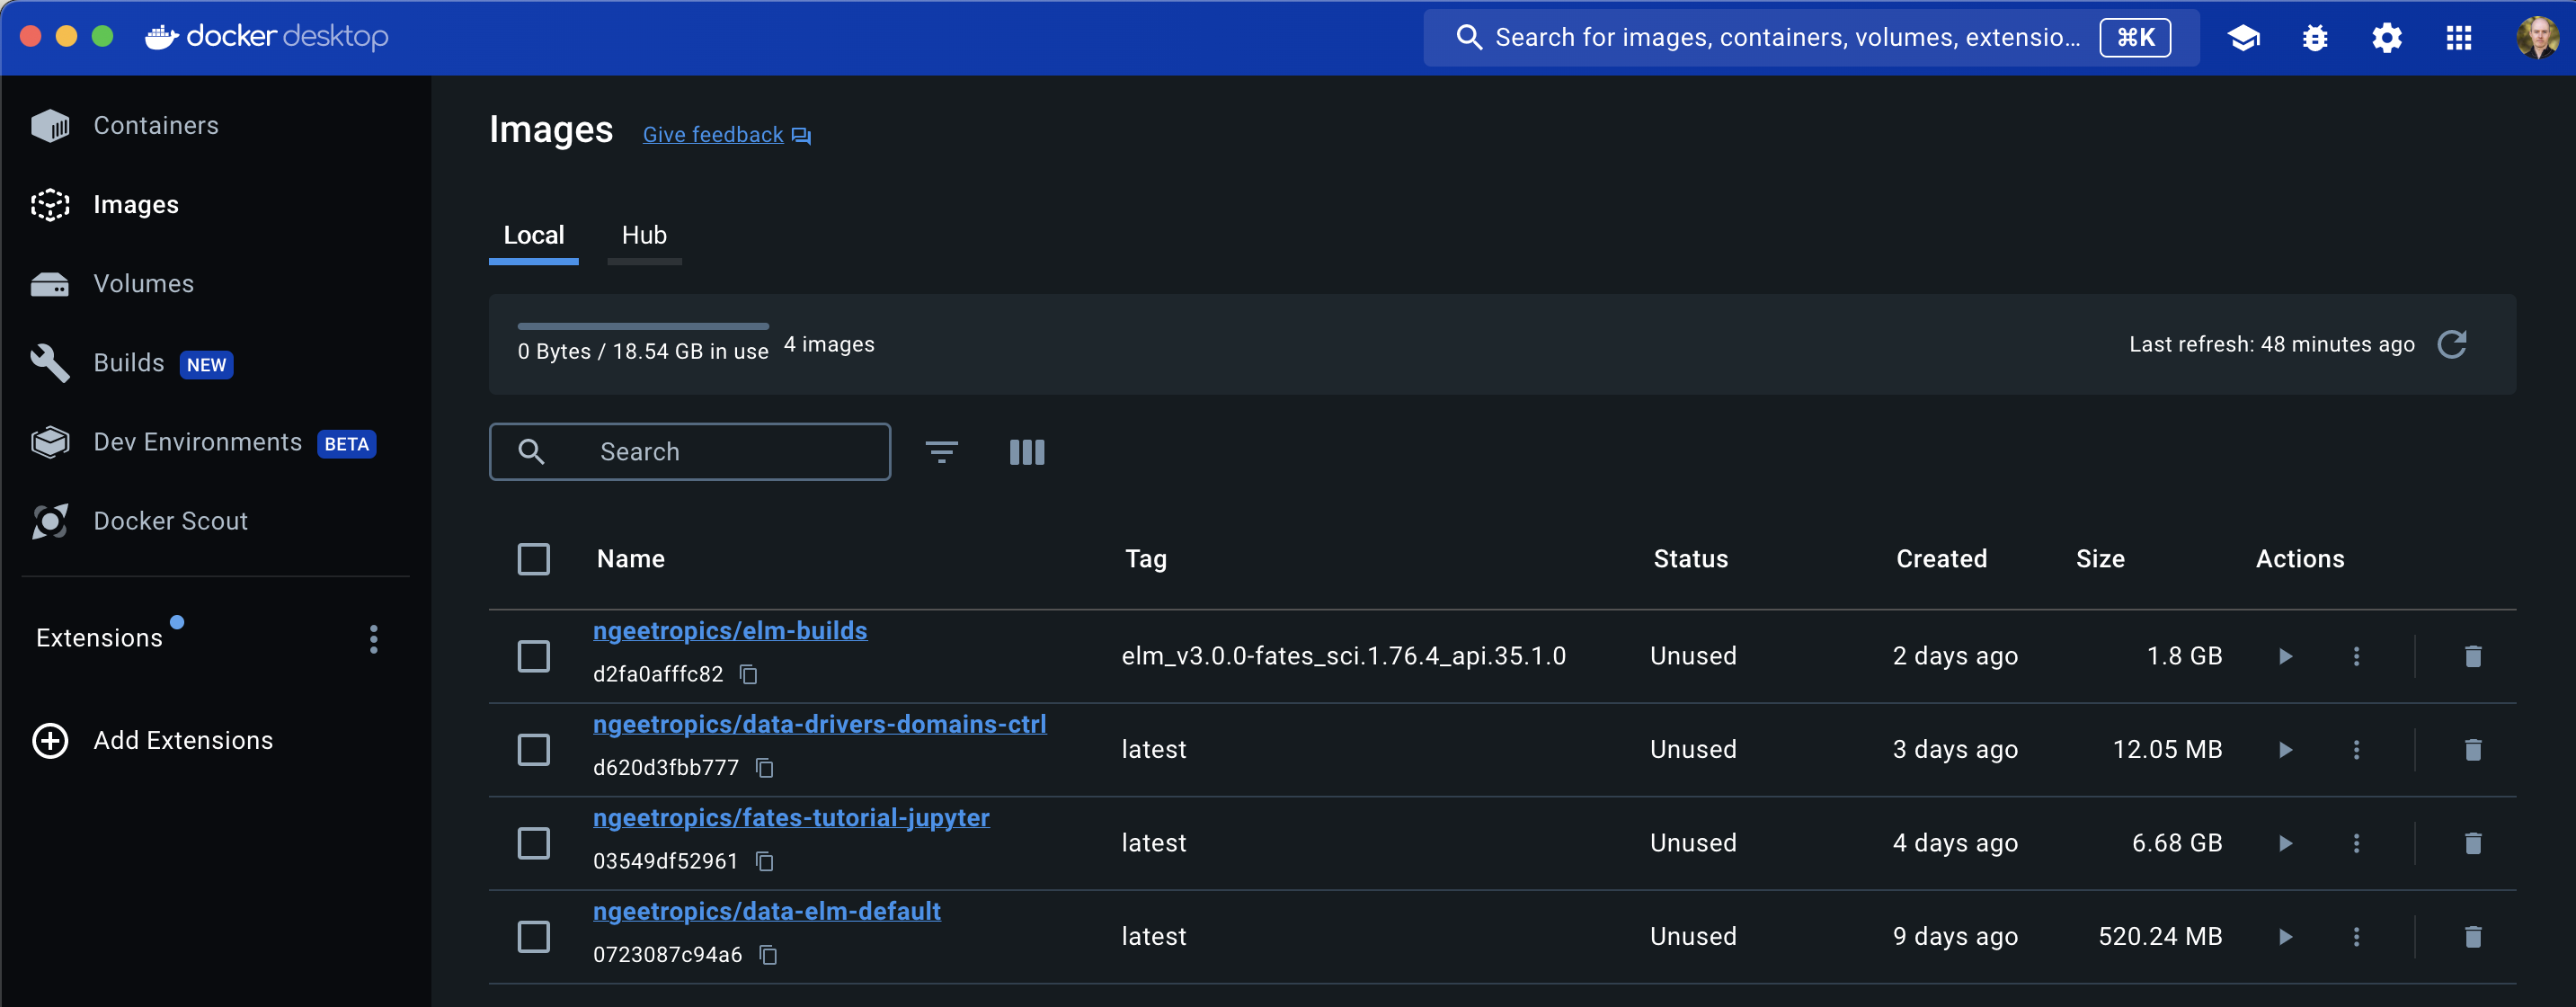 docker desktop
Search for images, containers, volumes, extensio... ⌘K
Containers
Images
Volumes
Builds NEW
Dev Environments BETA
Docker Scout
Extensions
Add Extensions
Images Give feedback
Local Hub
0 Bytes / 18.54 GB in use 4 images Last refresh: 48 minutes ago
Search
Name Tag Status Created Size Actions
ngeetropics/elm-builds
d2fa0afffc82 elm_v3.0.0-fates_sci.1.76.4_api.35.1.0 Unused 2 days ago 1.8 GB
ngeetropics/data-drivers-domains-ctrl
d620d3fbb777 latest Unused 3 days ago 12.05 MB
ngeetropics/fates-tutorial-jupyter
03549df52961 latest Unused 4 days ago 6.68 GB
ngeetropics/data-elm-default
0723087c94a6 latest Unused 9 days ago 520.24 MB